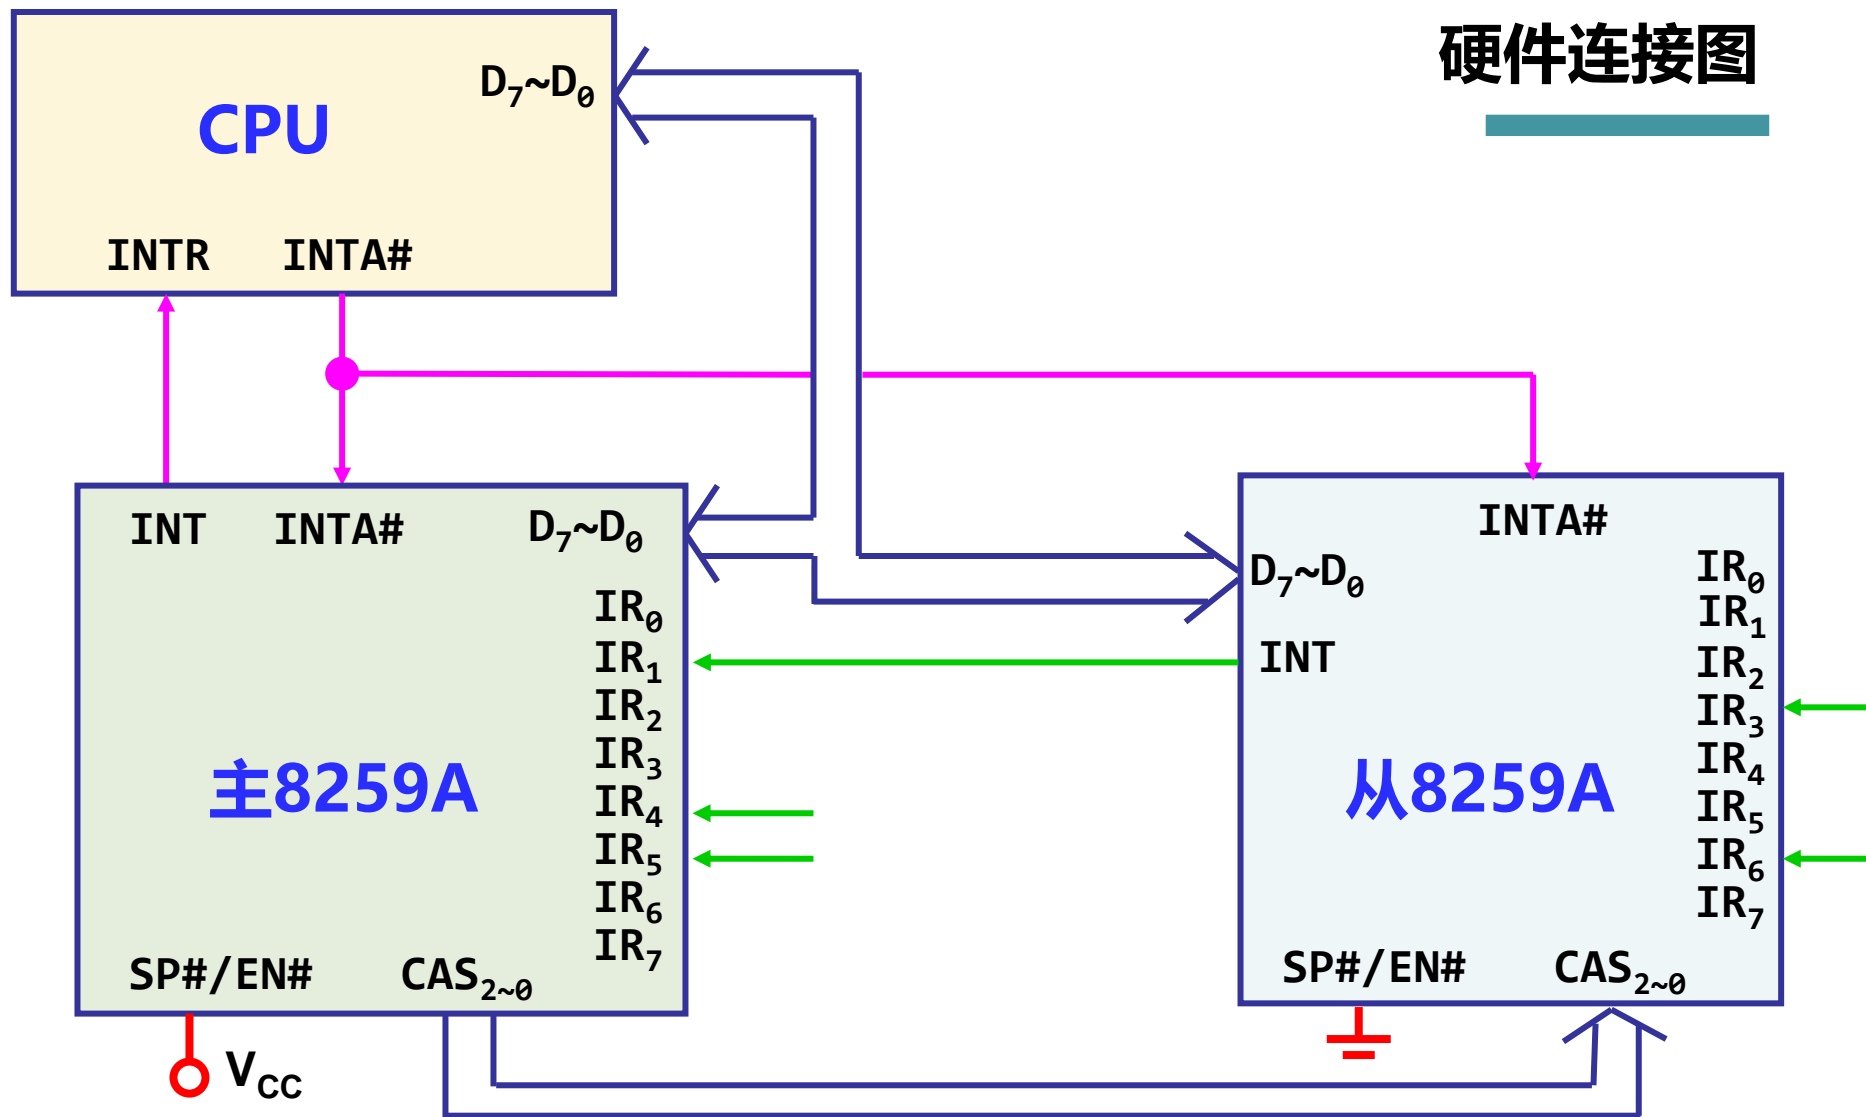 硬件连接图
D7~D0
CPU
INTR INTA#
INT INTA# D7~D0
IR0
IR1
IR2
IR3
IR4
IR5
IR6
IR7
主8259A
SP#/EN# CAS2~0
VCC
INTA#
D7~D0
INT
IR0
IR1
IR2
IR3
IR4
IR5
IR6
IR7
从8259A
SP#/EN# CAS2~0